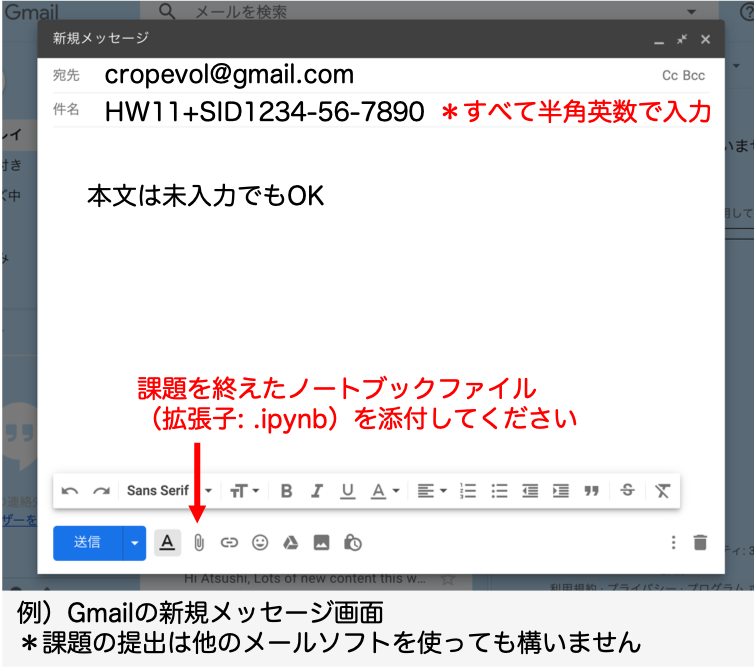 Gmail
メールを検索
新規メッセージ
宛先 cropevol@gmail.com Cc Bcc
件名 HW11+SID1234-56-7890 ＊すべて半角英数で入力
本文は未入力でもOK
課題を終えたノートブックファイル
（拡張子: .ipynb）を添付してください
Sans Serif
送信
Hi Atsushi, Lots of new content this w...
例）Gmailの新規メッセージ画面
＊課題の提出は他のメールソフトを使っても構いません